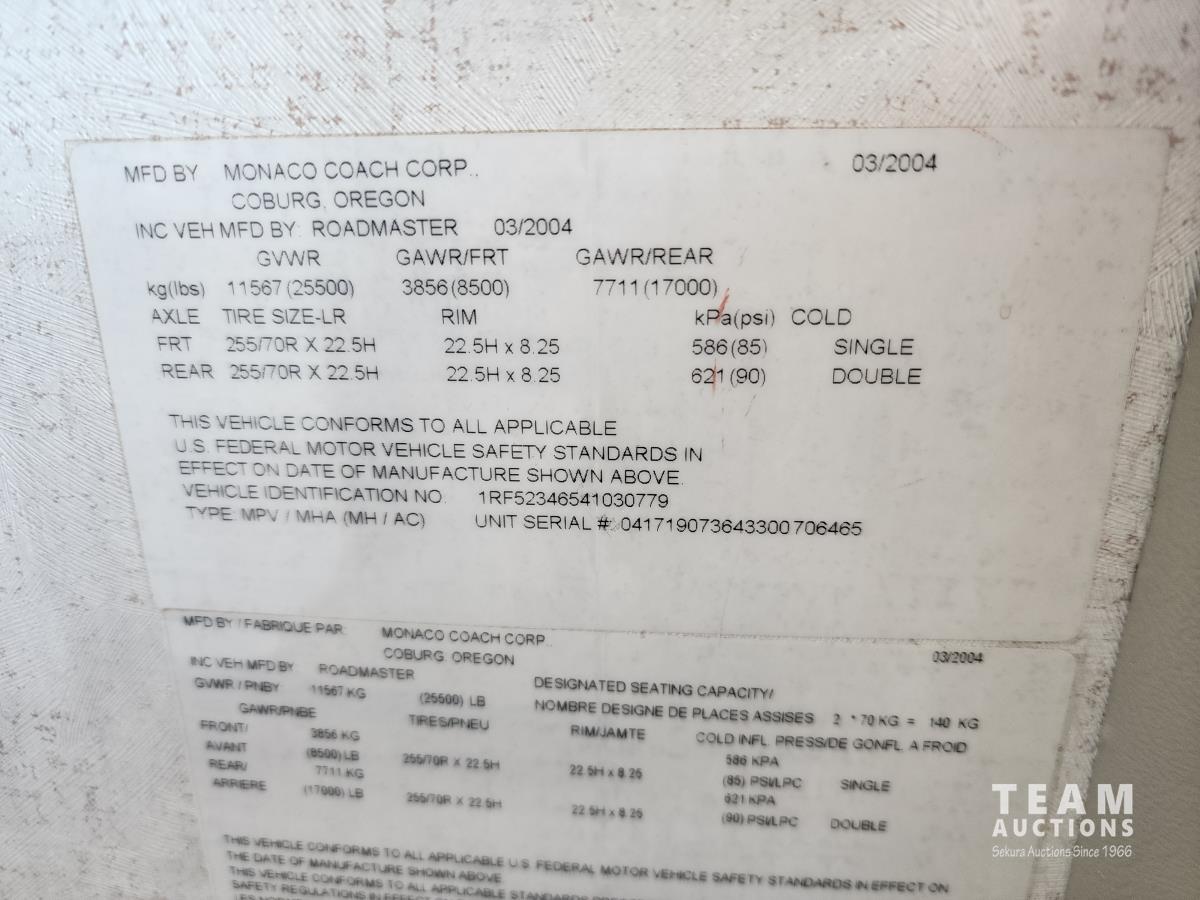 MFD BY MONACO COACH CORP., 03/2004
COBURG, OREGON
INC VEH MFD BY: ROADMASTER 03/2004
GVWR GAWR/FRT GAWR/REAR
kg(lbs) 11567 (25500) 3856(8500) 7711(17000)
AXLE TIRE SIZE-LR RIM kPa(psi) COLD
FRT 255/70R X 22.5H 22.5H x 8.25 586(85) SINGLE
REAR 255/70R X 22.5H 22.5H x 8.25 621(90) DOUBLE
THIS VEHICLE CONFORMS TO ALL APPLICABLE
U.S. FEDERAL MOTOR VEHICLE SAFETY STANDARDS IN
EFFECT ON DATE OF MANUFACTURE SHOWN ABOVE.
VEHICLE IDENTIFICATION NO. 1RF52346541030779
TYPE: MPV / MHA (MH / AC) UNIT SERIAL #: 041719073643300706465
MFD BY / FABRIQUE PAR: MONACO COACH CORP. 03/2004
COBURG, OREGON
INC VEH MFD BY ROADMASTER
GVWR / PNBY 11567 KG (25500) LB DESIGNATED SEATING CAPACITY/
NOMBRE DESIGNE DE PLACES ASSISES 2 * 70 KG = 140 KG
GAWR/PNBE TIRES/PNEU RIM/JAMTE COLD INFL. PRESS/DE GONFL. A FROID
FRONT/ 3856 KG 586 KPA
AVANT (8500) LB 255/70R X 22.5H 22.5H x 8.25 (85) PSI/LPC SINGLE
REAR/ 7711 KG 621 KPA
ARRIERE (17000) LB 255/70R X 22.5H 22.5H x 8.25 (90) PSI/LPC DOUBLE
THIS VEHICLE CONFORMS TO ALL APPLICABLE U.S. FEDERAL MOTOR VEHICLE SAFETY STANDARDS IN EFFECT ON
THE DATE OF MANUFACTURE SHOWN ABOVE
THIS VEHICLE CONFORMS TO ALL APPLICABLE STANDARDS
SAFETY REGULATIONS IN EFFECT
TEAM
AUCTIONS
Sekura Auctions Since 1966